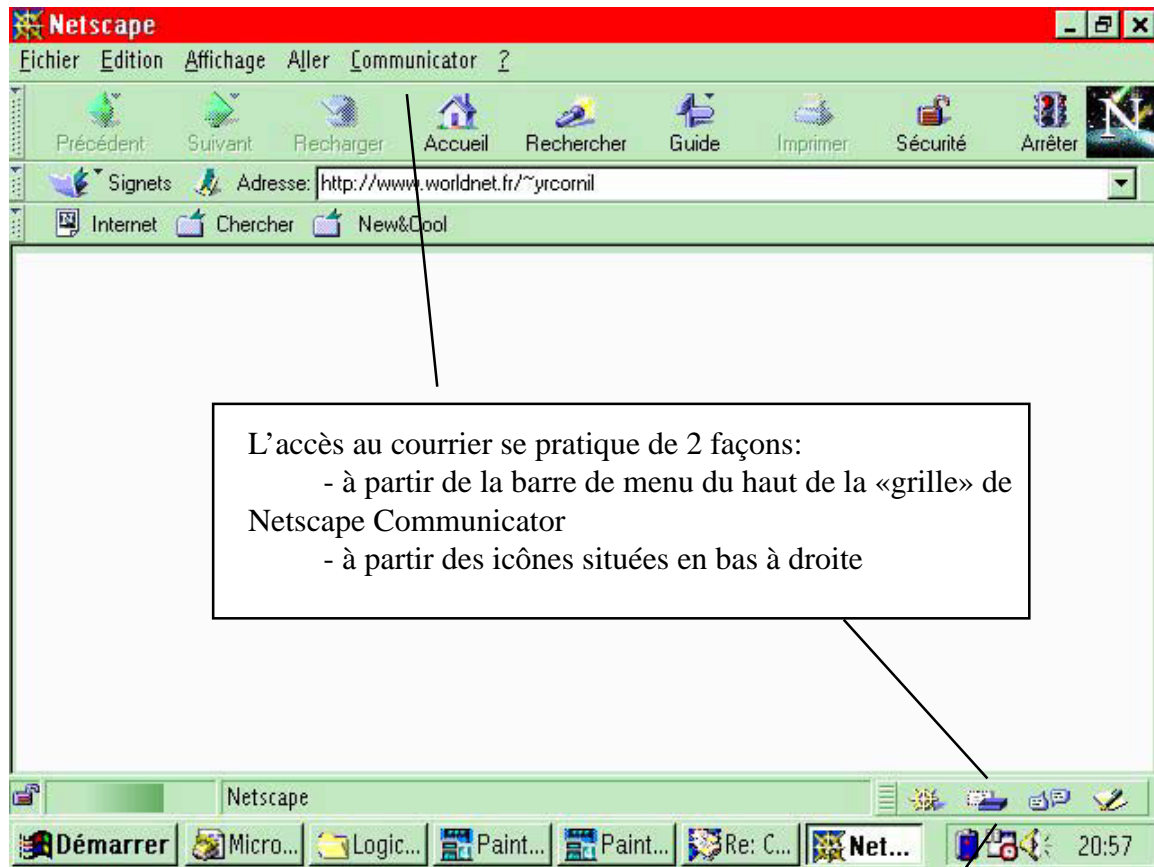 Netscape
Fichier Edition Affichage Aller Communicator ?
Précédent Suivant Recharger Accueil Rechercher Guide Imprimer Sécurité Arrêter N
Signets Adresse: http://www.worldnet.fr/~yrcornil
Internet Chercher New&Cool
L’accès au courrier se pratique de 2 façons:
- à partir de la barre de menu du haut de la «grille» de
Netscape Communicator
- à partir des icônes situées en bas à droite
Netscape
Démarrer Micro... Logic... Paint... Paint... Re: C... Net... 20:57